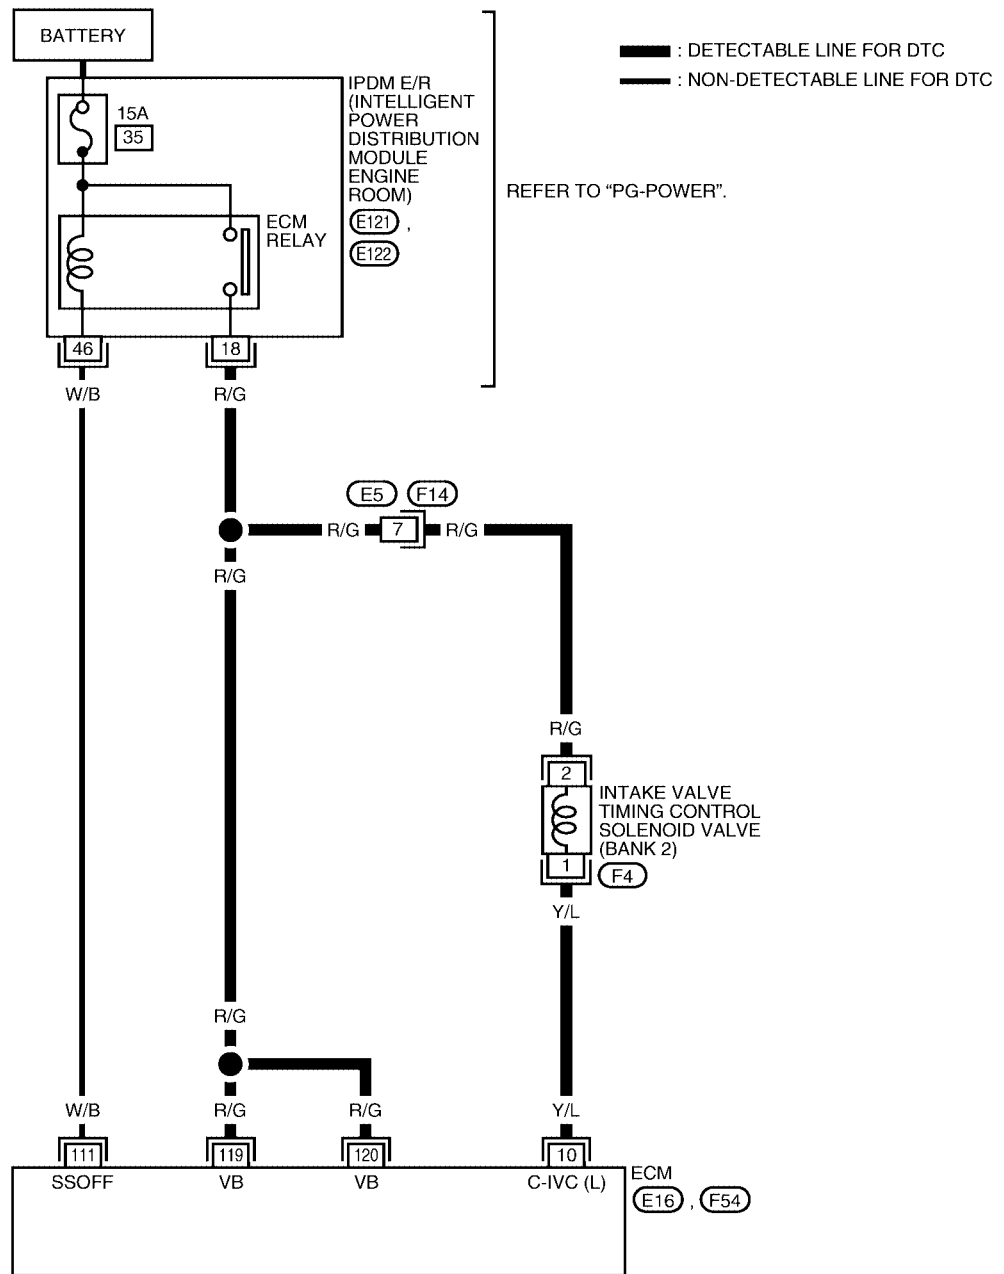 BATTERY
: DETECTABLE LINE FOR DTC
: NON-DETECTABLE LINE FOR DTC
IPDM E/R
(INTELLIGENT
POWER
DISTRIBUTION
MODULE
ENGINE
ROOM)
E121 ,
E122
15A
35
REFER TO “PG-POWER”.
ECM
RELAY
46
18
W/B
R/G
E5
F14
R/G
7
R/G
R/G
R/G
2
INTAKE VALVE
TIMING CONTROL
SOLENOID VALVE
(BANK 2)
1
F4
Y/L
R/G
W/B
R/G
R/G
Y/L
111
119
120
10
SSOFF
VB
VB
C-IVC (L)
ECM
E16 , F54